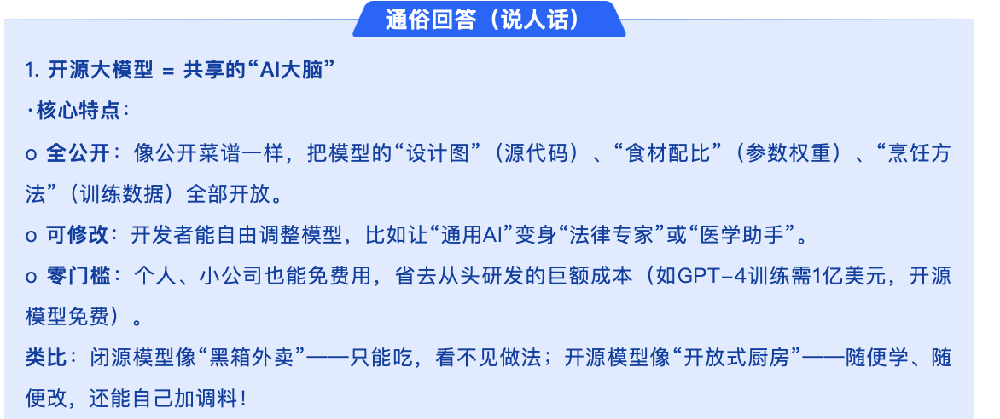 通俗回答（说人话）
1. 开源大模型 = 共享的“AI大脑”
·核心特点：
o 全公开：像公开菜谱一样，把模型的“设计图”（源代码）、“食材配比”（参数权重）、“烹饪方
法”（训练数据）全部开放。
o 可修改：开发者能自由调整模型，比如让“通用AI”变身“法律专家”或“医学助手”。
o 零门槛：个人、小公司也能免费用，省去从头研发的巨额成本（如GPT-4训练需1亿美元，开源
模型免费）。
类比：闭源模型像“黑箱外卖”——只能吃，看不见做法；开源模型像“开放式厨房”——随便学、随
便改，还能自己加调料！